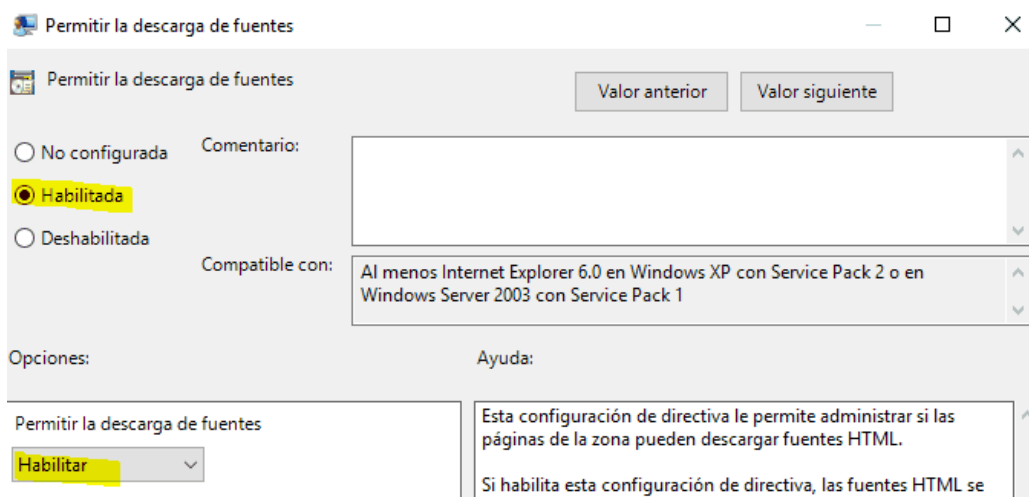 Permitir la descarga de fuentes
Permitir la descarga de fuentes
Valor anterior
Valor siguiente
No configurada
Comentario:
Habilitada
Deshabilitada
Compatible con:
Al menos Internet Explorer 6.0 en Windows XP con Service Pack 2 o en
Windows Server 2003 con Service Pack 1
Opciones:
Ayuda:
Permitir la descarga de fuentes
Habilitar
Esta configuración de directiva le permite administrar si las
páginas de la zona pueden descargar fuentes HTML.
Si habilita esta configuración de directiva, las fuentes HTML se